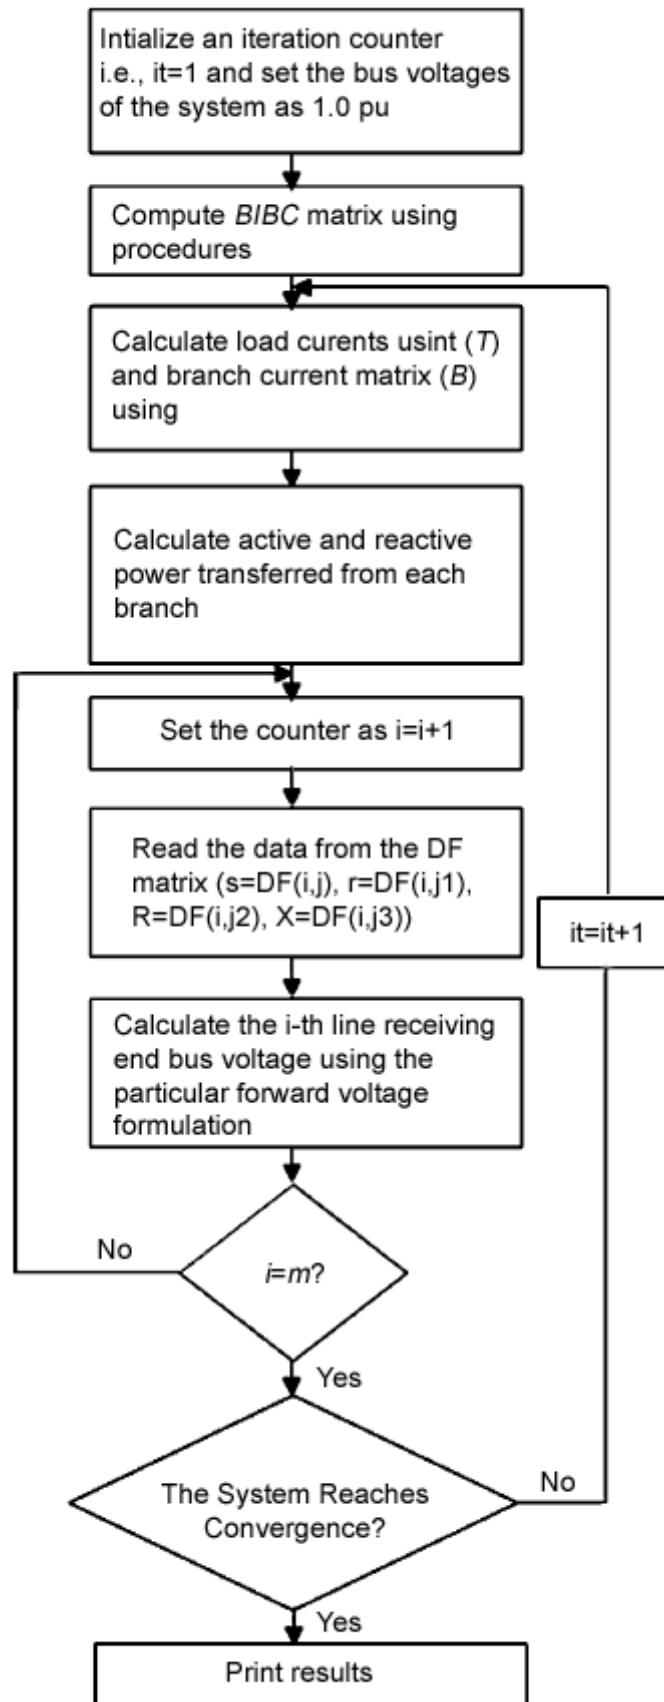 Intialize an iteration counter
i.e., it=1 and set the bus voltages
of the system as 1.0 pu
Compute BIBC matrix using
procedures
Calculate load curents usint (T)
and branch current matrix (B)
using
Calculate active and reactive
power transferred from each
branch
Set the counter as i=i+1
Read the data from the DF
matrix (s=DF(i,j), r=DF(i,j1),
R=DF(i,j2), X=DF(i,j3))
it=it+1
Calculate the i-th line receiving
end bus voltage using the
particular forward voltage
formulation
No
i=m?
Yes
The System Reaches
Convergence?
No
Yes
Print results